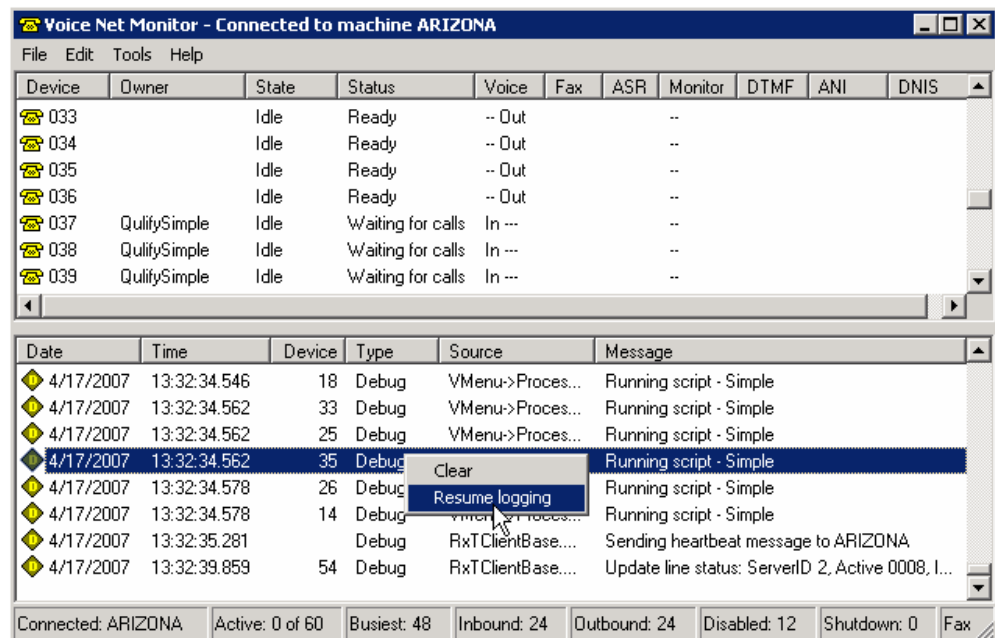 Voice Net Monitor - Connected to machine ARIZONA
File Edit Tools Help
Device Owner State Status Voice Fax ASR Monitor DTMF ANI DNIS
033 Idle Ready -- Out --
034 Idle Ready -- Out --
035 Idle Ready -- Out --
036 Idle Ready -- Out --
037 QulifySimple Idle Waiting for calls In --- --
038 QulifySimple Idle Waiting for calls In --- --
039 QulifySimple Idle Waiting for calls In --- --
Date Time Device Type Source Message
4/17/2007 13:32:34.546 18 Debug VMenu->Proces... Running script - Simple
4/17/2007 13:32:34.562 33 Debug VMenu->Proces... Running script - Simple
4/17/2007 13:32:34.562 25 Debug VMenu->Proces... Running script - Simple
4/17/2007 13:32:34.562 35 Debug Running script - Simple
Clear
4/17/2007 13:32:34.578 26 Debug Running script - Simple
Resume logging
4/17/2007 13:32:34.578 14 Debug VMenu->Proces... Running script - Simple
4/17/2007 13:32:35.281 Debug RxTClientBase.... Sending heartbeat message to ARIZONA
4/17/2007 13:32:39.859 54 Debug RxTClientBase.... Update line status: ServerID 2, Active 0008, I...
Connected: ARIZONA Active: 0 of 60 Busiest: 48 Inbound: 24 Outbound: 24 Disabled: 12 Shutdown: 0 Fax